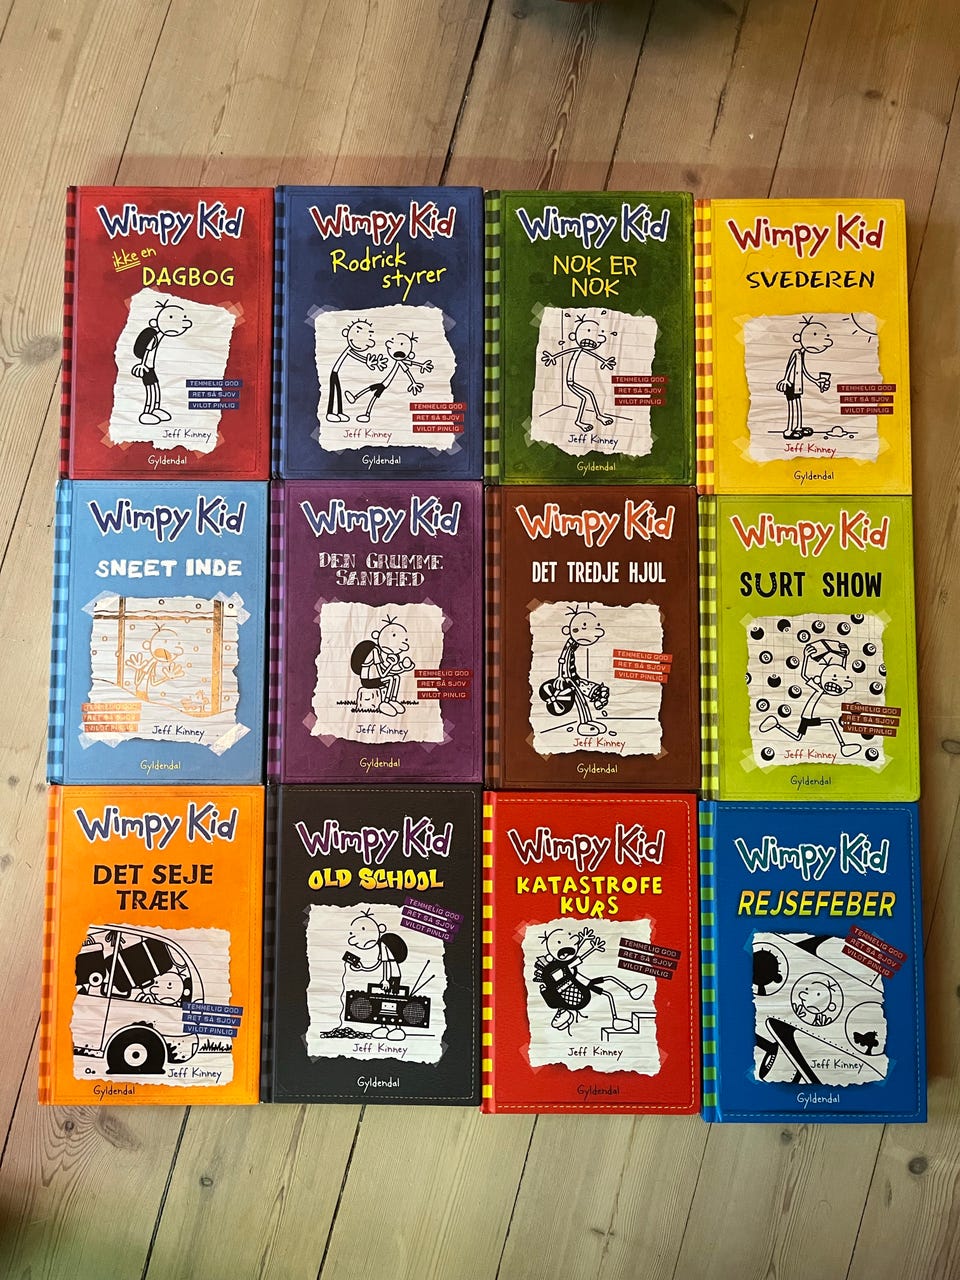 Wimpy Kid
ikke en
DAGBOG
TEMMELIG GOD
RET SÅ SJOV
VILDT PINLIG
Jeff Kinney
Gyldendal
Wimpy Kid
Rodrick
styrer
TEMMELIG GOD
RET SÅ SJOV
VILDT PINLIG
Jeff Kinney
Gyldendal
Wimpy Kid
NOK ER
NOK
TEMMELIG GOD
RET SÅ SJOV
VILDT PINLIG
Jeff Kinney
Gyldendal
Wimpy Kid
SVEDEREN
TEMMELIG GOD
RET SÅ SJOV
VILDT PINLIG
Jeff Kinney
Gyldendal
Wimpy Kid
SNEET INDE
TEMMELIG GOD
RET SÅ SJOV
VILDT PINLIG
Jeff Kinney
Gyldendal
Wimpy Kid
DEN GRUMME
SANDHED
TEMMELIG GOD
RET SÅ SJOV
VILDT PINLIG
Jeff Kinney
Gyldendal
Wimpy Kid
DET TREDJE HJUL
TEMMELIG GOD
RET SÅ SJOV
VILDT PINLIG
Jeff Kinney
Gyldendal
Wimpy Kid
SURT SHOW
TEMMELIG GOD
RET SÅ SJOV
VILDT PINLIG
Jeff Kinney
Gyldendal
Wimpy Kid
DET SEJE
TRÆK
TEMMELIG GOD
RET SÅ SJOV
VILDT PINLIG
Jeff Kinney
Gyldendal
Wimpy Kid
OLD SCHOOL
TEMMELIG GOD
RET SÅ SJOV
VILDT PINLIG
Jeff Kinney
Gyldendal
Wimpy Kid
KATASTROFE
KURS
TEMMELIG GOD
RET SÅ SJOV
VILDT PINLIG
Jeff Kinney
Gyldendal
Wimpy Kid
REJSEFEBER
TEMMELIG GOD
RET SÅ SJOV
VILDT PINLIG
Jeff Kinney
Gyldendal